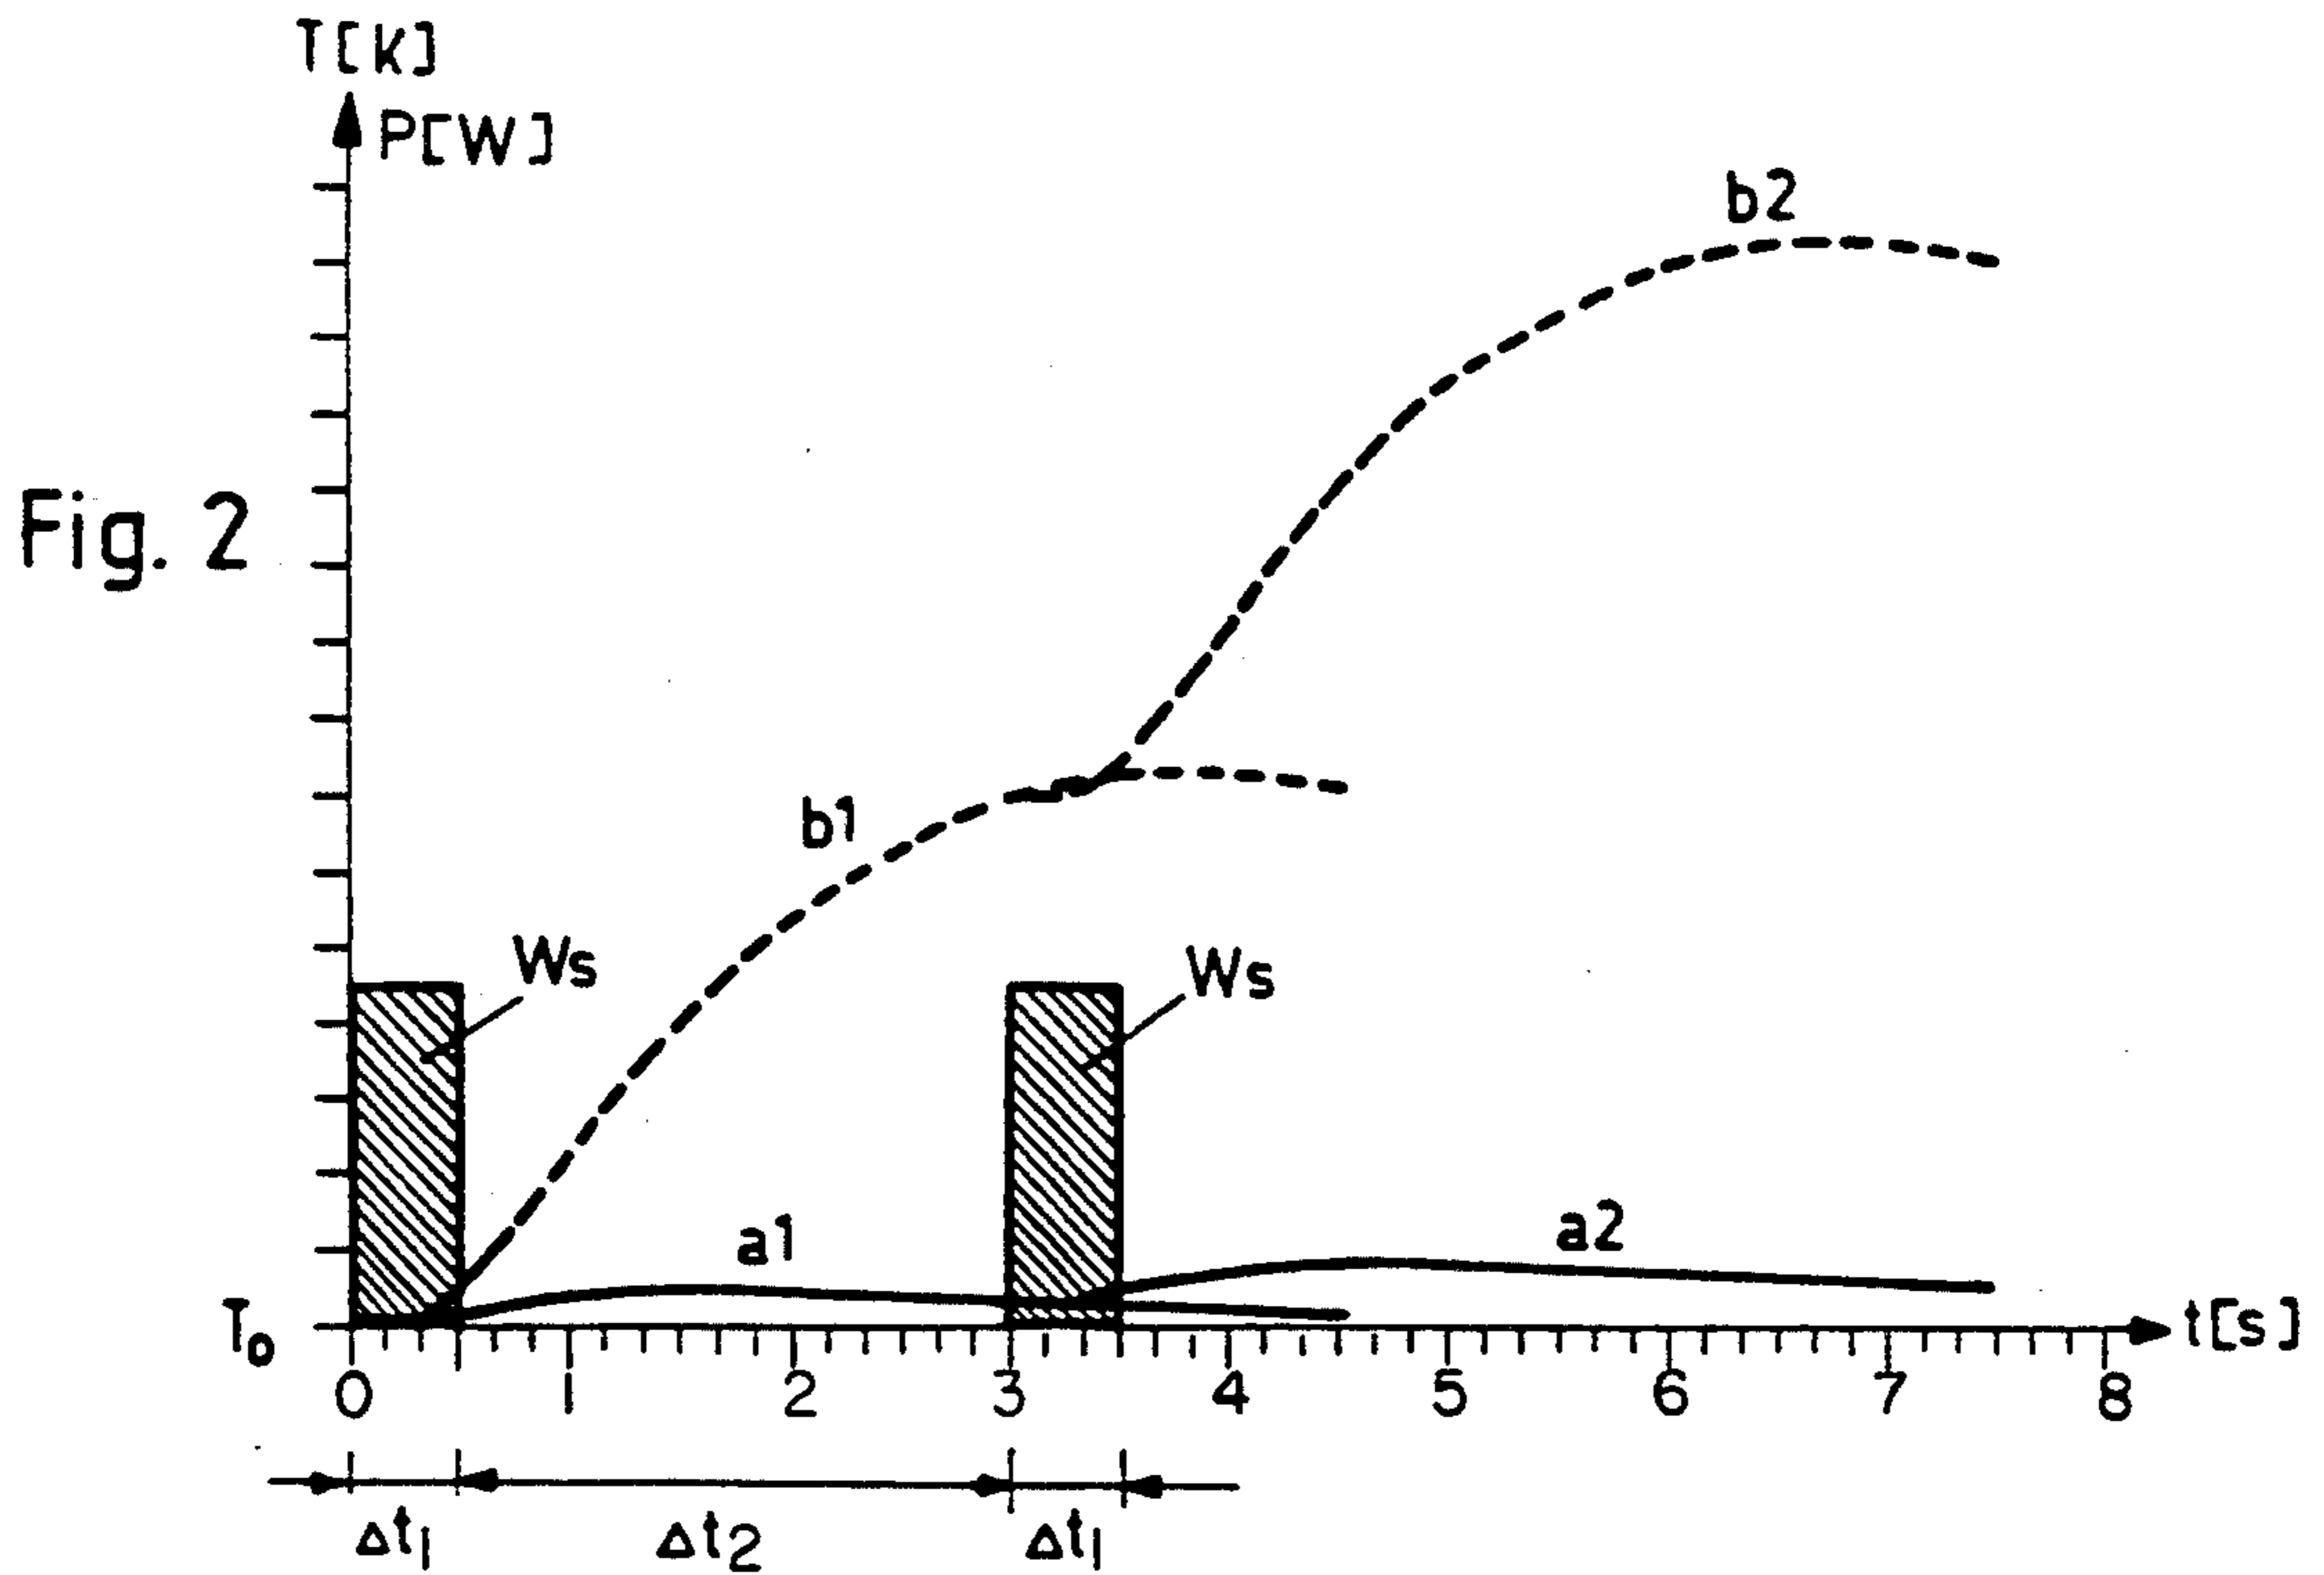 T[K]
P[W]
b2
Fig. 2
b1
Ws
Ws
a1
a2
To
t[s]
0 1 2 3 4 5 6 7 8
Δt1 Δt2 Δt1